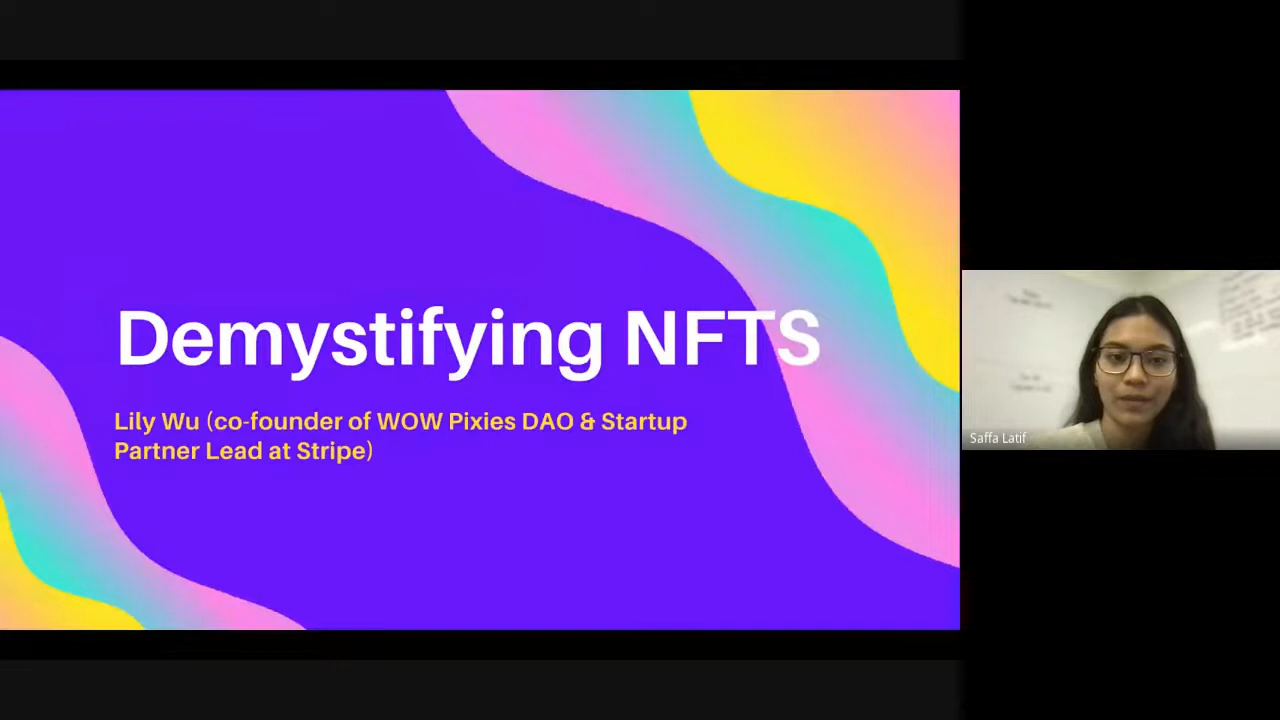 Demystifying NFTS
Lily Wu (co-founder of WOW Pixies DAO & Startup
Partner Lead at Stripe)
Saffa Latif